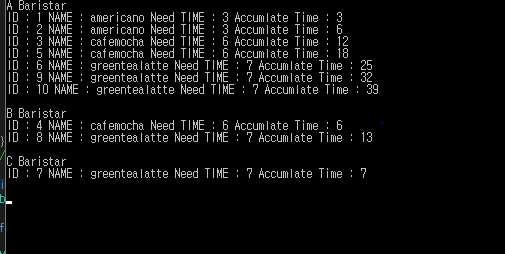 A Baristar
ID : 1 NAME : americano Need TIME : 3 Accumlate Time : 3
ID : 2 NAME : americano Need TIME : 3 Accumlate Time : 6
ID : 3 NAME : cafemocha Need TIME : 6 Accumlate Time : 12
ID : 5 NAME : cafemocha Need TIME : 6 Accumlate Time : 18
ID : 6 NAME : greentealatte Need TIME : 7 Accumlate Time : 25
ID : 9 NAME : greentealatte Need TIME : 7 Accumlate Time : 32
ID : 10 NAME : greentealatte Need TIME : 7 Accumlate Time : 39
B Baristar
ID : 4 NAME : cafemocha Need TIME : 6 Accumlate Time : 6
ID : 8 NAME : greentealatte Need TIME : 7 Accumlate Time : 13
C Baristar
ID : 7 NAME : greentealatte Need TIME : 7 Accumlate Time : 7